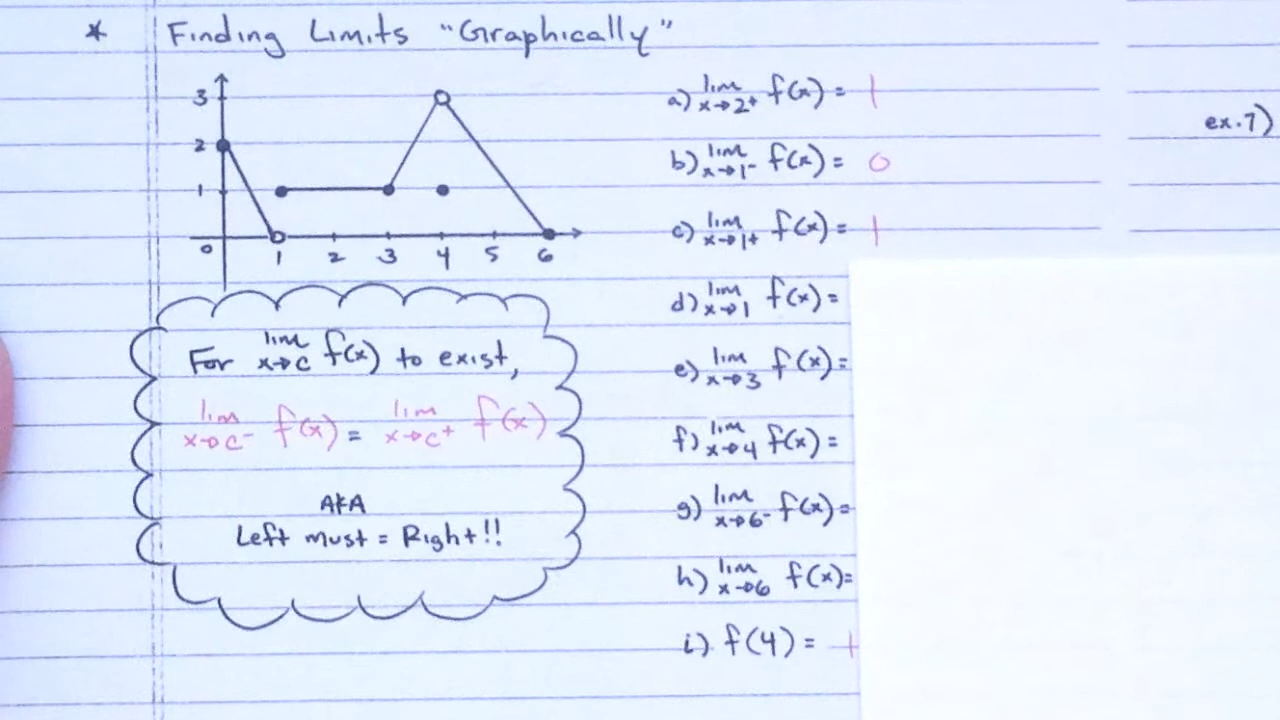 * Finding Limits "Graphically"
3
2
1
0 1 2 3 4 5 6
For lim x→c f(x) to exist,
lim x→c⁻ f(x) = lim x→c⁺ f(x)
AKA
Left must = Right!!
a) lim x→2⁺ f(x) = 1
b) lim x→1⁻ f(x) = 0
c) lim x→1⁺ f(x) = 1
d) lim x→1 f(x) =
e) lim x→3 f(x) =
f) lim x→4 f(x) =
g) lim x→6⁻ f(x) =
h) lim x→6 f(x) =
i) f(4) =
ex.7)